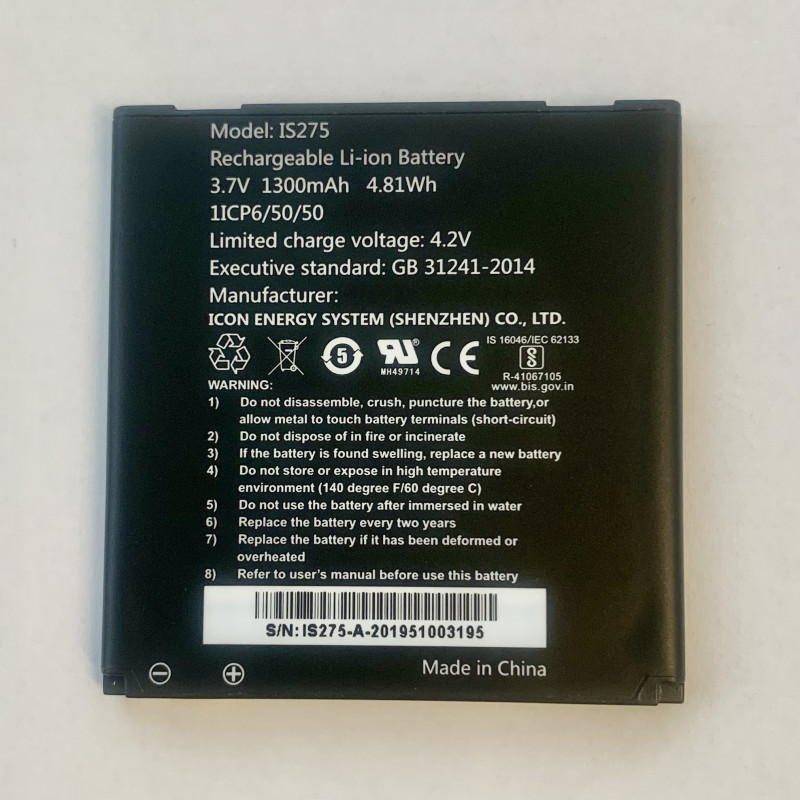 Model: IS275
Rechargeable Li-ion Battery
3.7V 1300mAh 4.81Wh
1ICP6/50/50
Limited charge voltage: 4.2V
Executive standard: GB 31241-2014
Manufacturer:
ICON ENERGY SYSTEM (SHENZHEN) CO., LTD.
5
RU ®
MH49714
CE
IS 16046/IEC 62133
R-41067105
www.bis.gov.in
WARNING:
1) Do not disassemble, crush, puncture the battery,or
allow metal to touch battery terminals (short-circuit)
2) Do not dispose of in fire or incinerate
3) If the battery is found swelling, replace a new battery
4) Do not store or expose in high temperature
environment (140 degree F/60 degree C)
5) Do not use the battery after immersed in water
6) Replace the battery every two years
7) Replace the battery if it has been deformed or
overheated
8) Refer to user's manual before use this battery
S/N: IS275-A-201951003195
Made in China